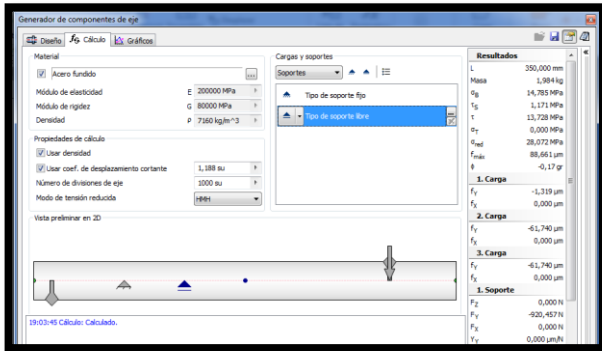 Generador de componentes de eje
Diseño
Cálculo
Gráficos
Material
Acero fundido
...
Módulo de elasticidad E 200000 MPa
Módulo de rigidez G 80000 MPa
Densidad ρ 7160 kg/m^3
Propiedades de cálculo
Usar densidad
Usar coef. de desplazamiento cortante 1,188 su
Número de divisiones de eje 1000 su
Modo de tensión reducida HMH
Cargas y soportes
Soportes
Tipo de soporte fijo
Tipo de soporte libre
Vista preliminar en 2D
19:03:45 Cálculo: Calculado.
Resultados
L 350,000 mm
Masa 1,984 kg
σB 14,785 MPa
τS 1,171 MPa
τ 13,728 MPa
σT 0,000 MPa
σred 28,072 MPa
fmáx 88,661 μm
ϕ -0,17 gr
1. Carga
fY -1,319 μm
fX 0,000 μm
2. Carga
fY -61,740 μm
fX 0,000 μm
3. Carga
fY -61,740 μm
fX 0,000 μm
1. Soporte
FZ 0,000 N
FY -920,457 N
FX 0,000 N
YY 0,000 μm/N